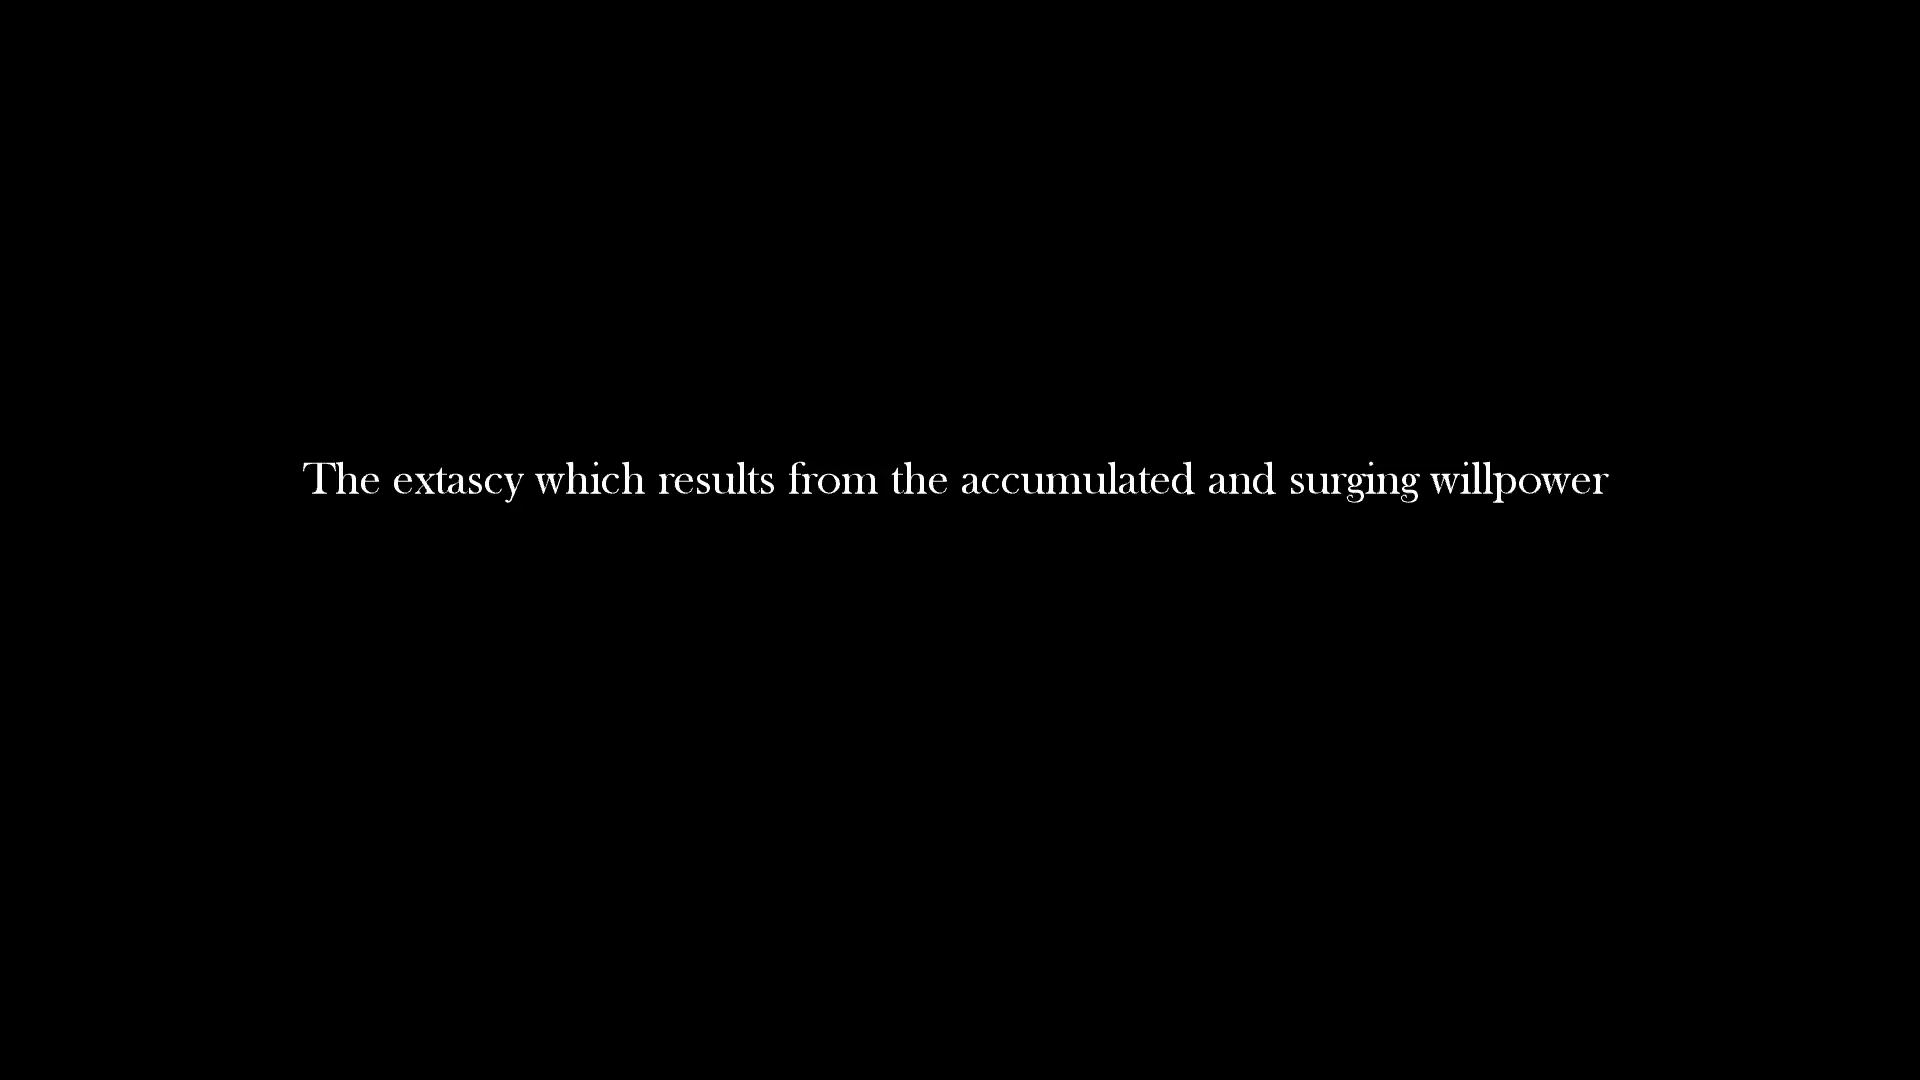 The extascy which results from the accumulated and surging willpower